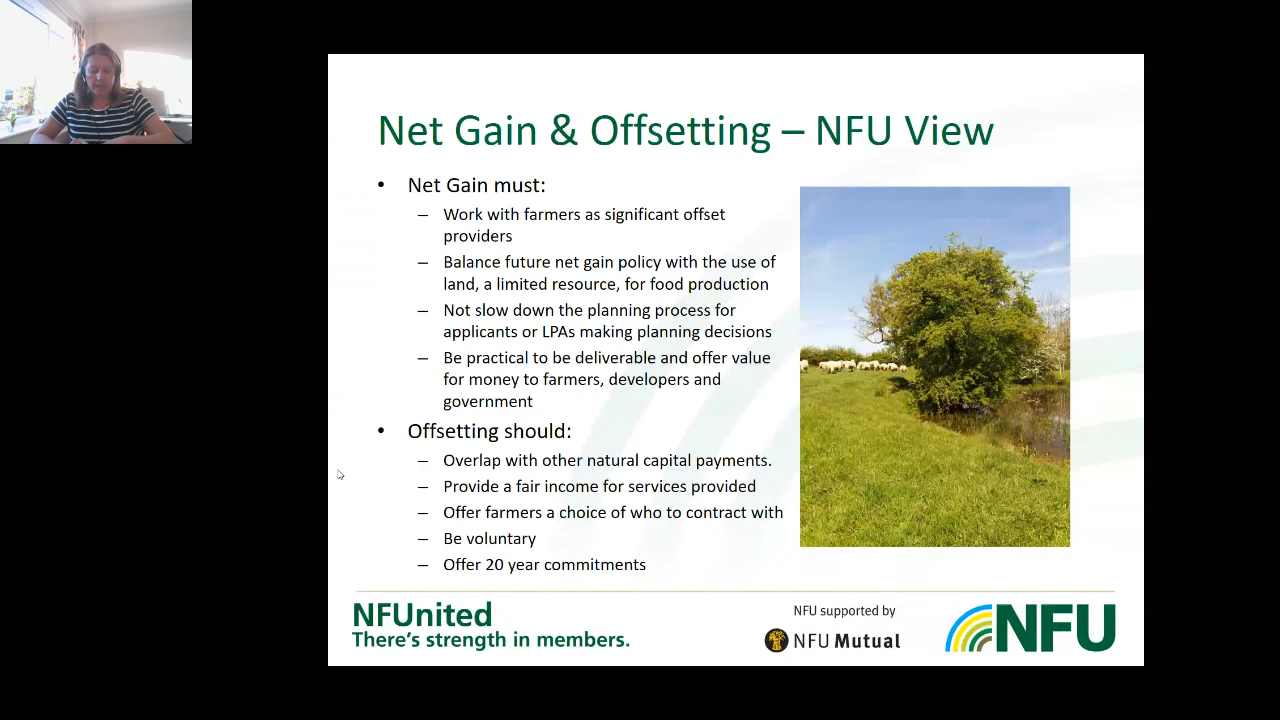 Net Gain & Offsetting – NFU View
• Net Gain must:
– Work with farmers as significant offset
providers
– Balance future net gain policy with the use of
land, a limited resource, for food production
– Not slow down the planning process for
applicants or LPAs making planning decisions
– Be practical to be deliverable and offer value
for money to farmers, developers and
government
• Offsetting should:
– Overlap with other natural capital payments.
– Provide a fair income for services provided
– Offer farmers a choice of who to contract with
– Be voluntary
– Offer 20 year commitments
NFUnited
There's strength in members.
NFU supported by
NFU Mutual
NFU